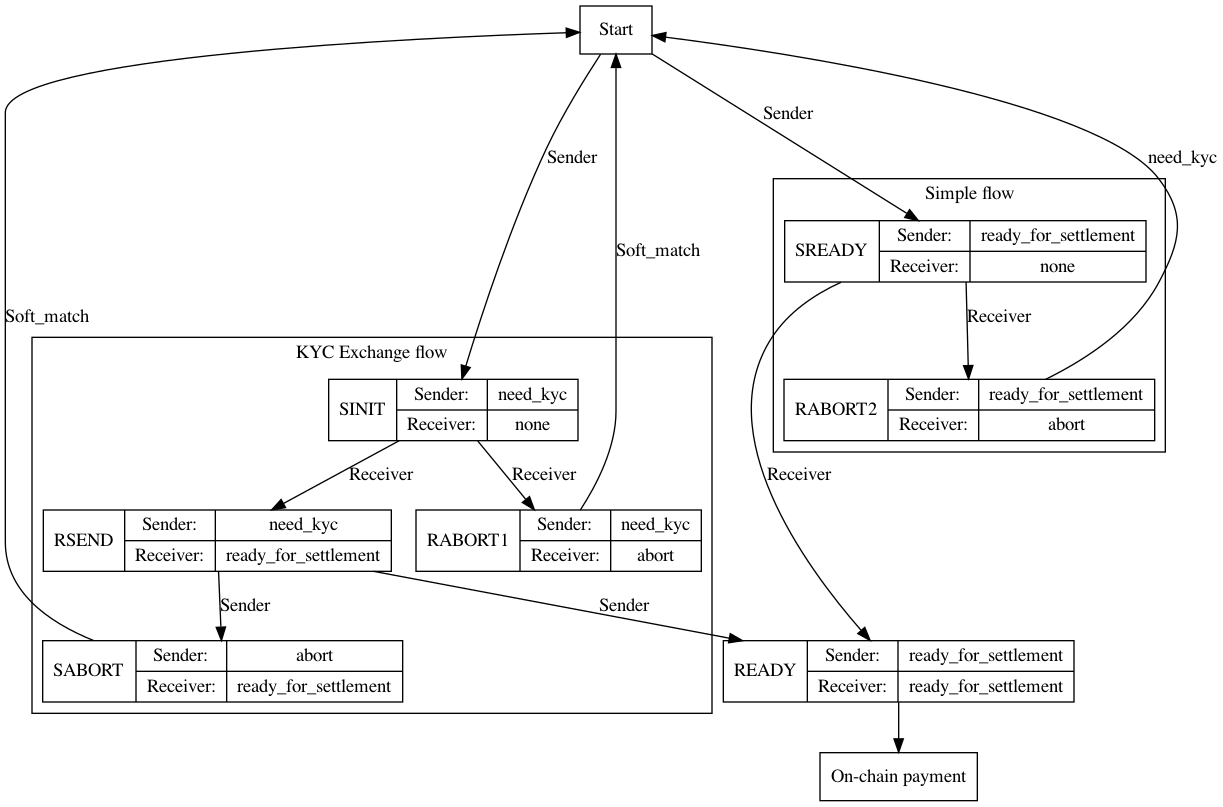 Start
Sender
Sender
need_kyc
Simple flow
SREADY
Sender:
ready_for_settlement
Receiver:
none
Soft_match
Receiver
Soft_match
KYC Exchange flow
SINIT
Sender:
need_kyc
Receiver:
none
RABORT2
Sender:
ready_for_settlement
Receiver:
abort
Receiver
Receiver
Receiver
RSEND
Sender:
need_kyc
Receiver:
ready_for_settlement
RABORT1
Sender:
need_kyc
Receiver:
abort
Sender
Sender
SABORT
Sender:
abort
Receiver:
ready_for_settlement
READY
Sender:
ready_for_settlement
Receiver:
ready_for_settlement
On-chain payment